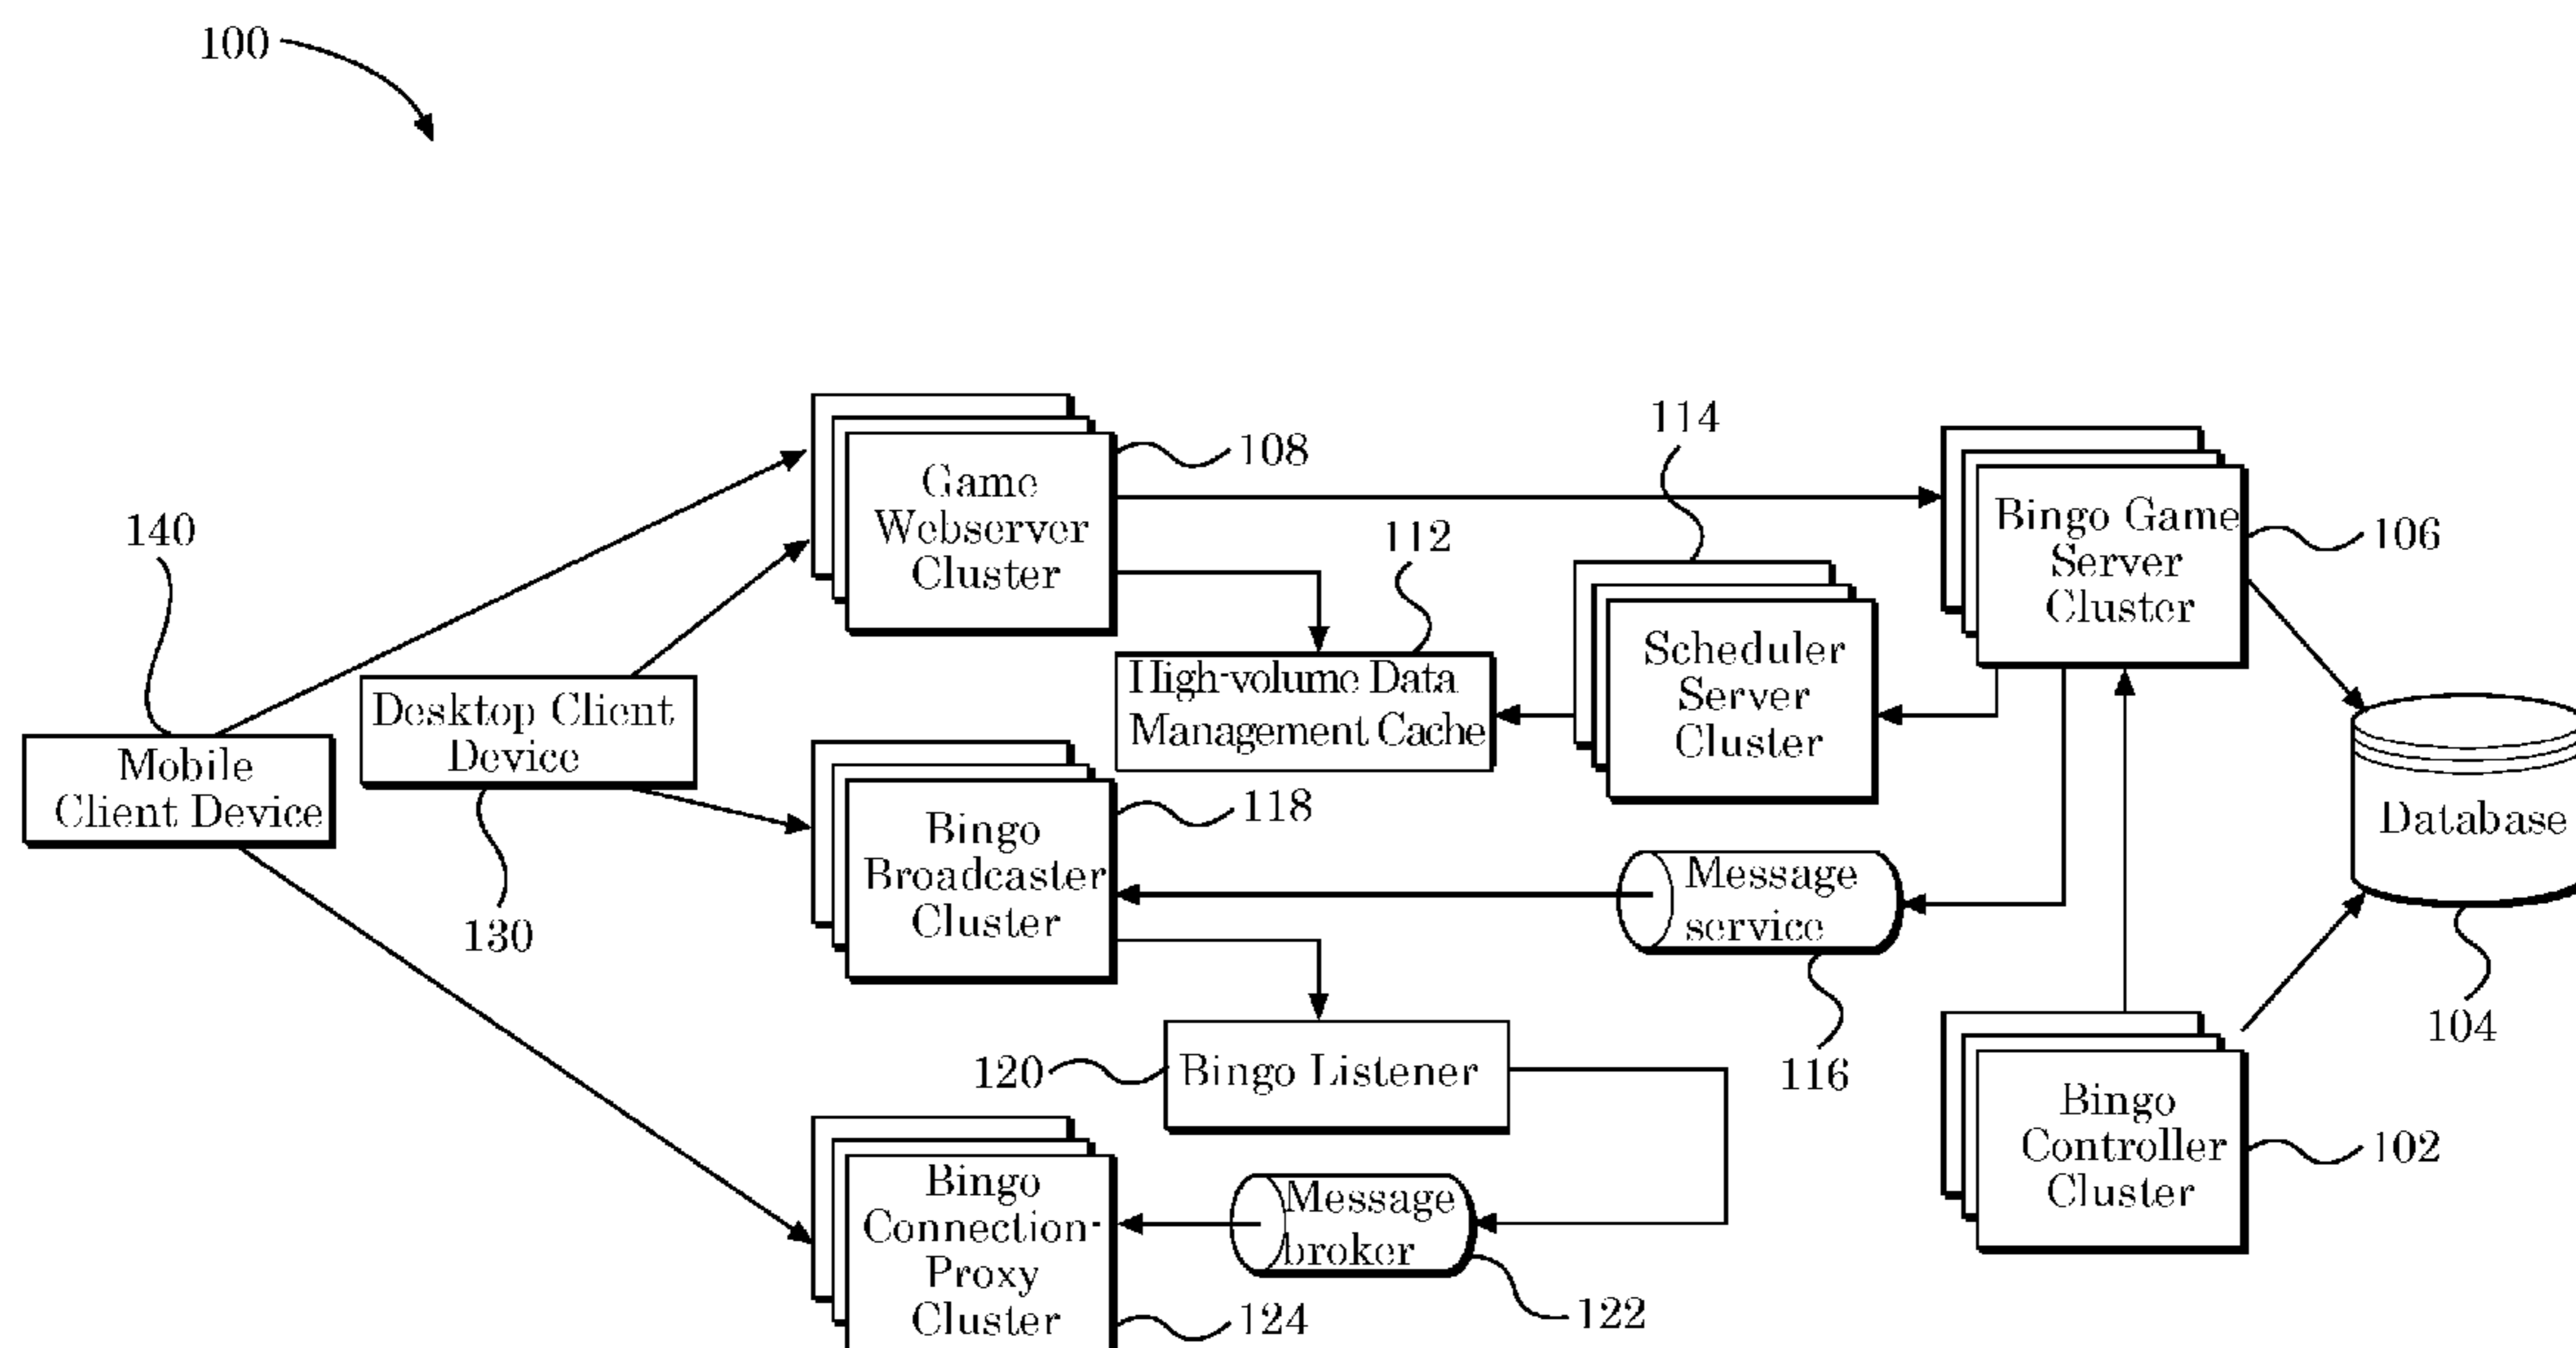 100
140
Mobile
Client Device
Desktop Client
Device
130
Game
Webserver
Cluster
108
112
High-volume Data
Management Cache
114
Scheduler
Server
Cluster
Bingo Game
Server
Cluster
106
Database
104
Bingo
Broadcaster
Cluster
118
Message
service
116
120
Bingo Listener
Bingo
Controller
Cluster
102
Bingo
Connection-
Proxy
Cluster
124
Message
broker
122